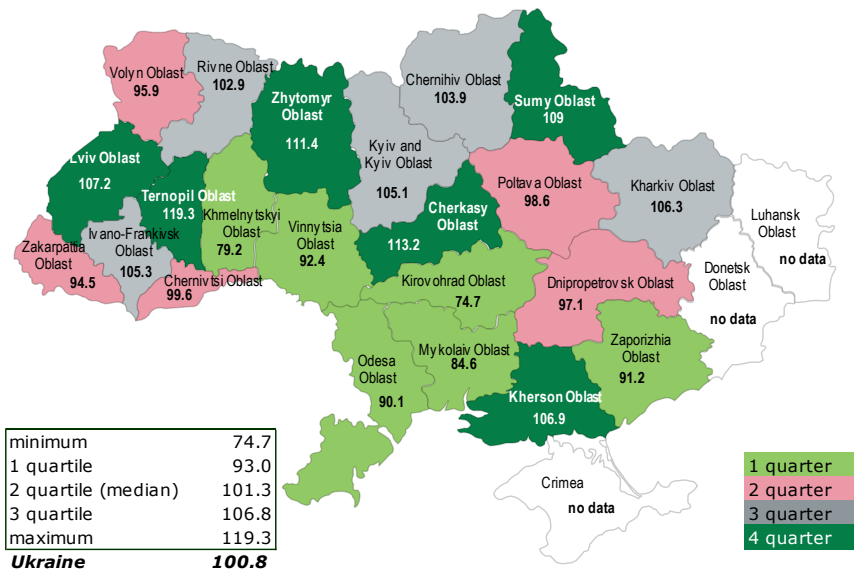 Volyn Oblast
95.9
Rivne Oblast
102.9
Zhytomyr
Oblast
111.4
Chernihiv Oblast
103.9
Sumy Oblast
109
Lviv Oblast
107.2
Ternopil Oblast
119.3
Khmelnytskyi
Oblast
79.2
Kyiv and
Kyiv Oblast
105.1
Cherkasy
Oblast
113.2
Poltava Oblast
98.6
Kharkiv Oblast
106.3
Luhansk
Oblast
no data
Zakarpattia
Oblast
94.5
Ivano-Frankivsk
Oblast
105.3
Chernivtsi Oblast
99.6
Vinnytsia
Oblast
92.4
Kirovohrad Oblast
74.7
Dnipropetrovsk Oblast
97.1
Donetsk
Oblast
no data
Odesa
Oblast
90.1
Mykolaiv Oblast
84.6
Kherson Oblast
106.9
Zaporizhia
Oblast
91.2
Crimea
no data
minimum 74.7
1 quartile 93.0
2 quartile (median) 101.3
3 quartile 106.8
maximum 119.3
Ukraine 100.8
1 quarter
2 quarter
3 quarter
4 quarter